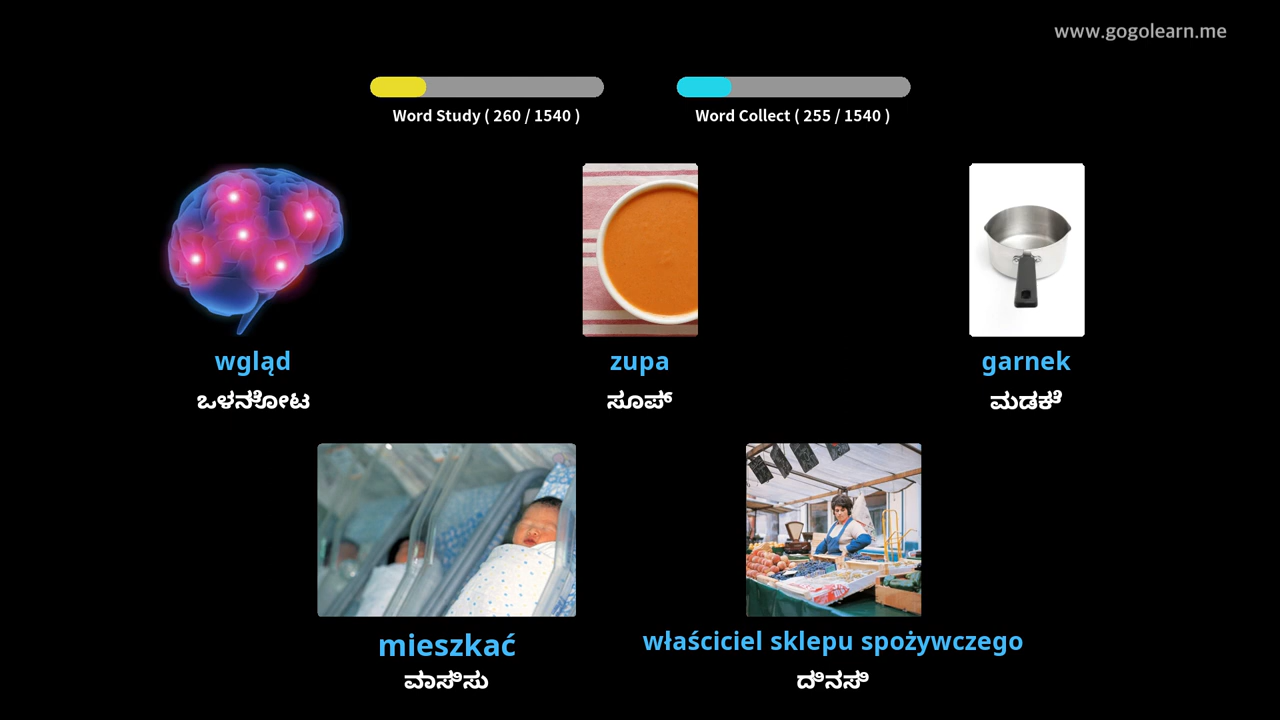 www.gogolearn.me
Word Study ( 260 / 1540 )
Word Collect ( 255 / 1540 )
wgląd
ಒಳನೋಟ
zupa
ಸೂಪ್
garnek
ಮಡಕೆ
mieszkać
ವಾಸಿಸು
właściciel sklepu spożywczego
ದಿನಸಿ